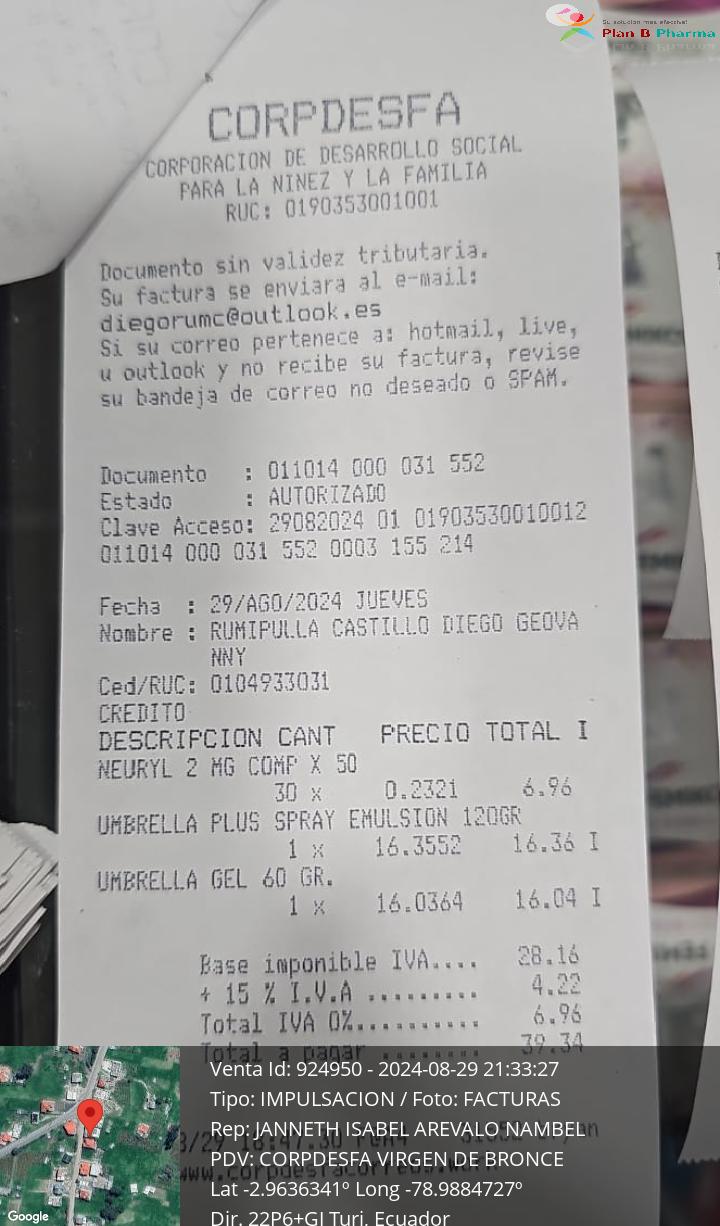 Su solución más efectiva!
Plan B Pharma
CORPDESFA
CORPORACION DE DESARROLLO SOCIAL
PARA LA NINEZ Y LA FAMILIA
RUC: 0190353001001
Documento sin validez tributaria.
Su factura se enviara al e-mail:
diegorumc@outlook.es
Si su correo pertenece a: hotmail, live,
u outlook y no recibe su factura, revise
su bandeja de correo no deseado o SPAM.
Documento : 011014 000 031 552
Estado : AUTORIZADO
Clave Acceso: 29082024 01 01903530010012
011014 000 031 552 0003 155 214
Fecha : 29/AGO/2024 JUEVES
Nombre : RUMIPULLA CASTILLO DIEGO GEOVA
NNY
Ced/RUC: 0104933031
CREDITO
DESCRIPCION CANT PRECIO TOTAL I
NEURYL 2 MG COMP X 50
30 x 0.2321 6.96
UMBRELLA PLUS SPRAY EMULSION 120GR
1 x 16.3552 16.36 I
UMBRELLA GEL 60 GR.
1 x 16.0364 16.04 I
Base imponible IVA.... 28.16
+ 15 % I.V.A ......... 4.22
Total IVA 0%.......... 6.96
Total a pagar ........ 39.34
Venta Id: 924950 - 2024-08-29 21:33:27
Tipo: IMPULSACION / Foto: FACTURAS
Rep: JANNETH ISABEL AREVALO NAMBEL
PDV: CORPDESFA VIRGEN DE BRONCE
Lat -2.9636341º Long -78.9884727º
Dir. 22P6+GJ Turi, Ecuador
Google